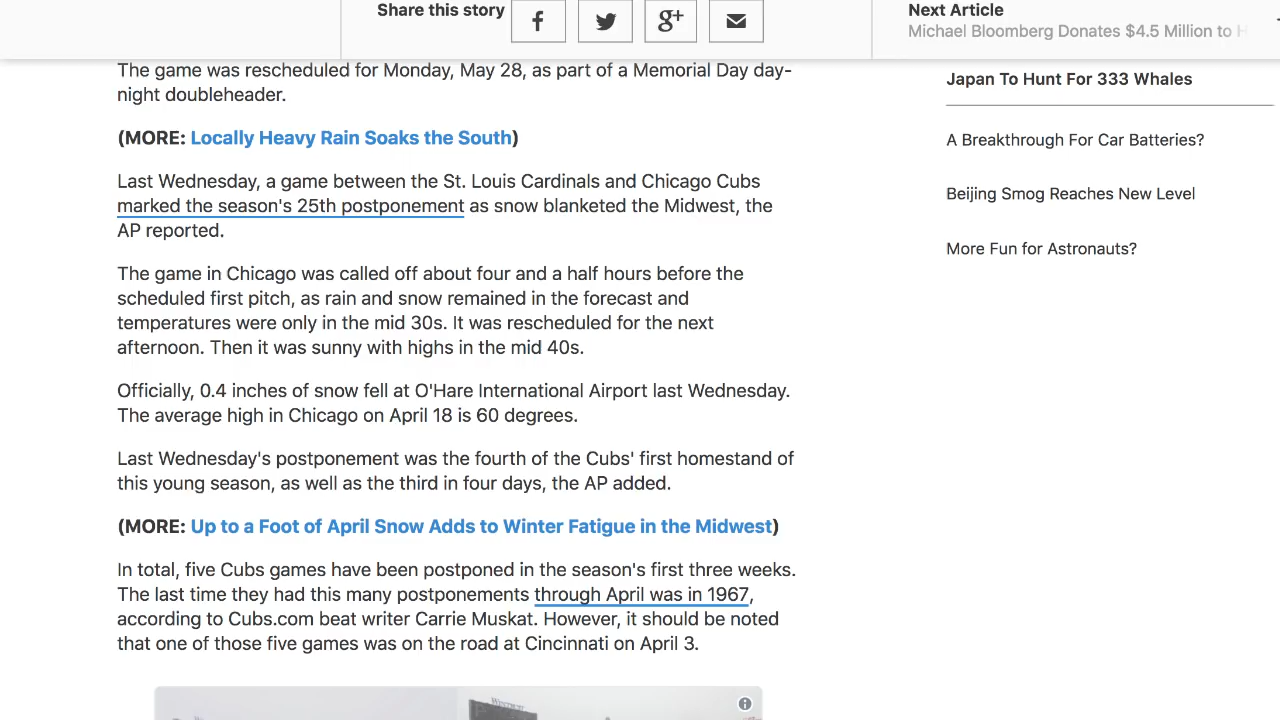 Share this story
Next Article
Michael Bloomberg Donates $4.5 Million to H
The game was rescheduled for Monday, May 28, as part of a Memorial Day day-
night doubleheader.
(MORE: Locally Heavy Rain Soaks the South)
Last Wednesday, a game between the St. Louis Cardinals and Chicago Cubs
marked the season's 25th postponement as snow blanketed the Midwest, the
AP reported.
The game in Chicago was called off about four and a half hours before the
scheduled first pitch, as rain and snow remained in the forecast and
temperatures were only in the mid 30s. It was rescheduled for the next
afternoon. Then it was sunny with highs in the mid 40s.
Officially, 0.4 inches of snow fell at O'Hare International Airport last Wednesday.
The average high in Chicago on April 18 is 60 degrees.
Last Wednesday's postponement was the fourth of the Cubs' first homestand of
this young season, as well as the third in four days, the AP added.
(MORE: Up to a Foot of April Snow Adds to Winter Fatigue in the Midwest)
In total, five Cubs games have been postponed in the season's first three weeks.
The last time they had this many postponements through April was in 1967,
according to Cubs.com beat writer Carrie Muskat. However, it should be noted
that one of those five games was on the road at Cincinnati on April 3.
Japan To Hunt For 333 Whales
A Breakthrough For Car Batteries?
Beijing Smog Reaches New Level
More Fun for Astronauts?